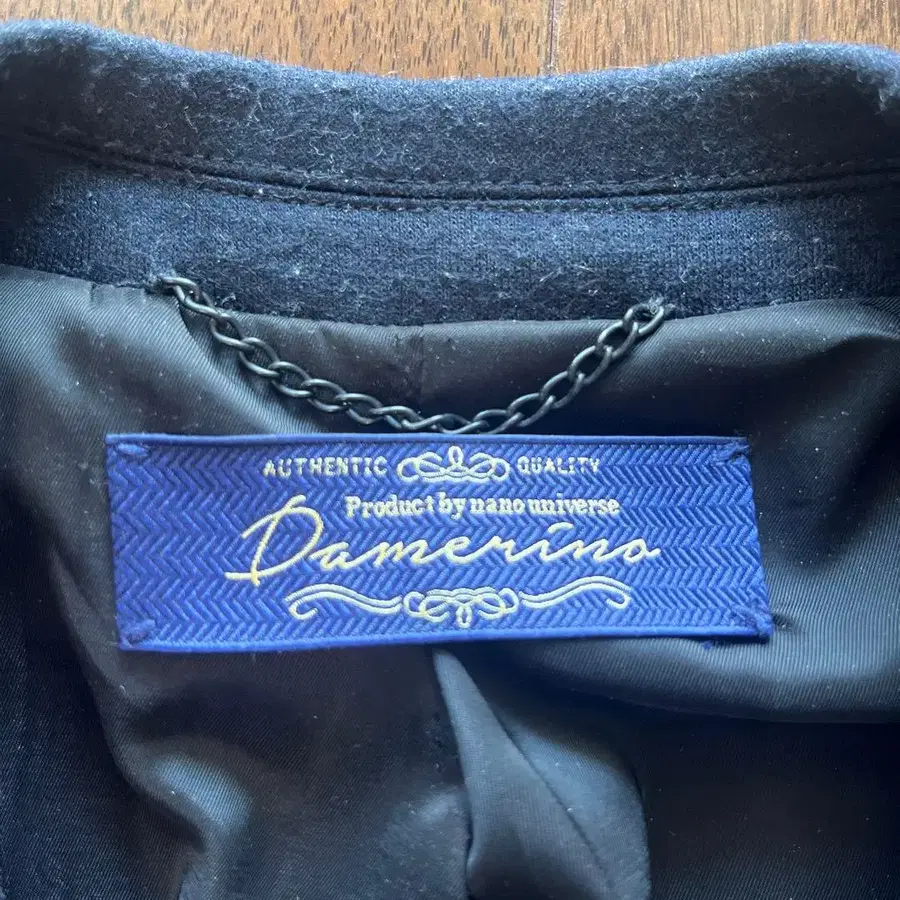 AUTHENTIC QUALITY
Product by nano universe
Damerino